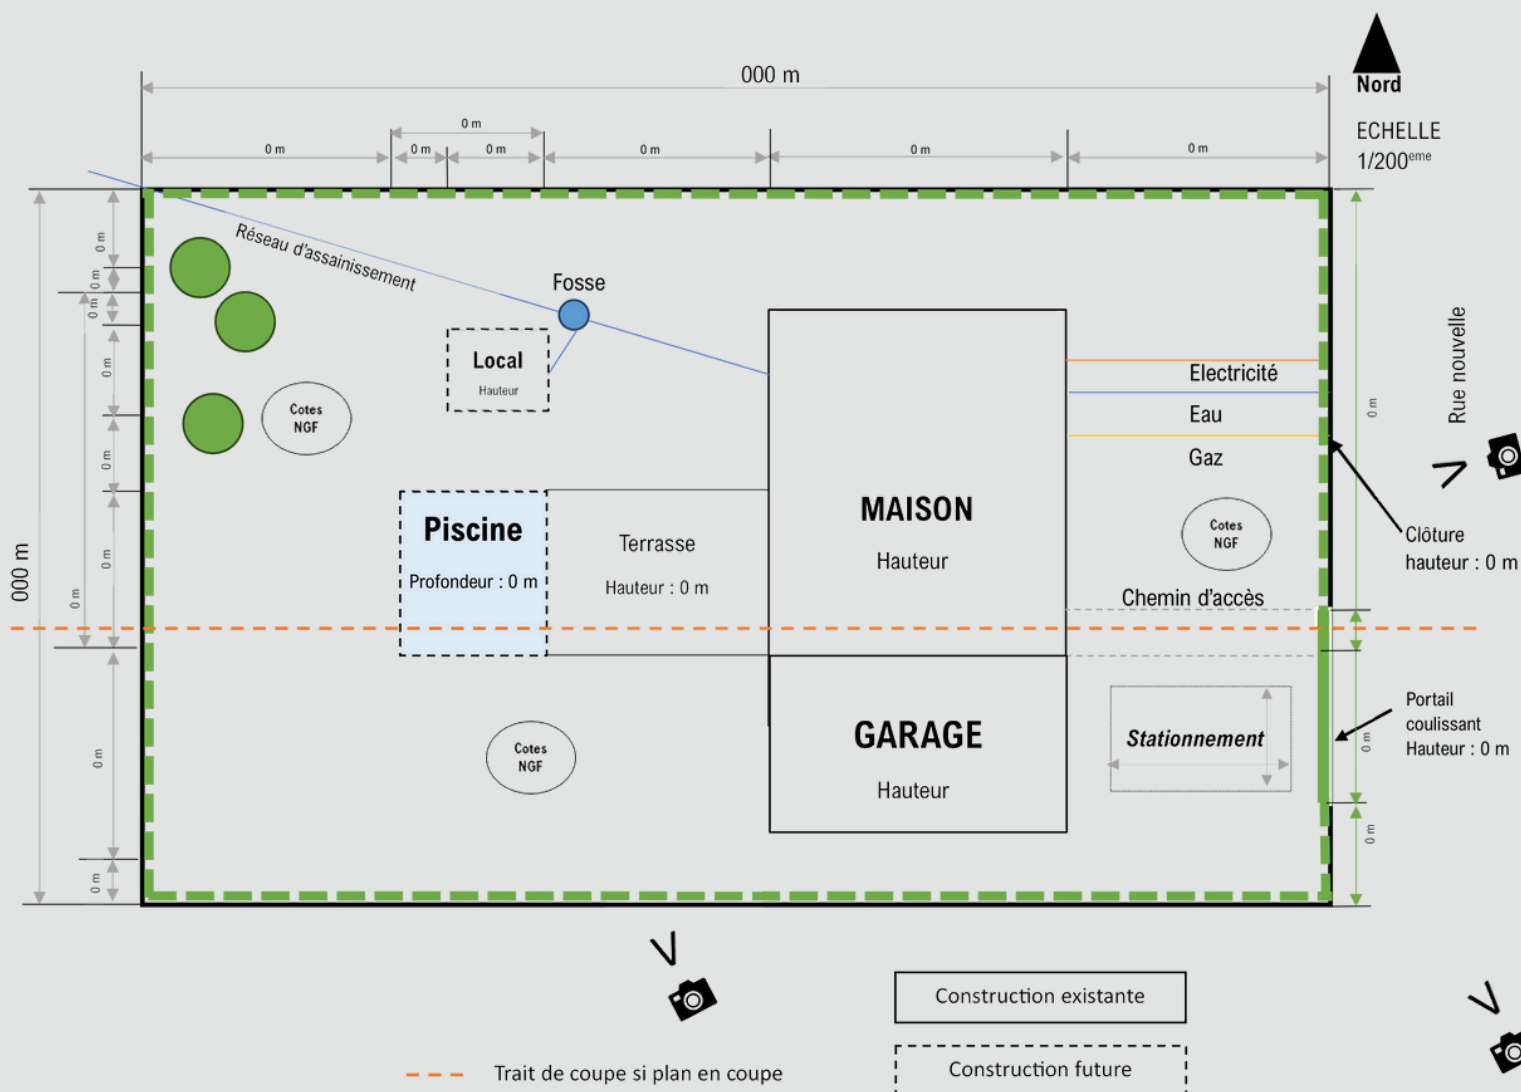 000 m
Nord
ECHELLE
1/200eme
0 m
0 m
0 m
0 m
0 m
0 m
0 m
Réseau d'assainissement
Fosse
0 m
0 m
0 m
0 m
0 m
0 m
0 m
0 m
0 m
000 m
Local
Hauteur
Cotes
NGF
Electricité
Eau
Gaz
0 m
Rue nouvelle
Piscine
Profondeur : 0 m
Terrasse
Hauteur : 0 m
MAISON
Hauteur
Cotes
NGF
Clôture
hauteur : 0 m
Chemin d'accès
Cotes
NGF
GARAGE
Hauteur
Stationnement
0 m
Portail
coulissant
Hauteur : 0 m
0 m
Construction existante
Trait de coupe si plan en coupe
Construction future